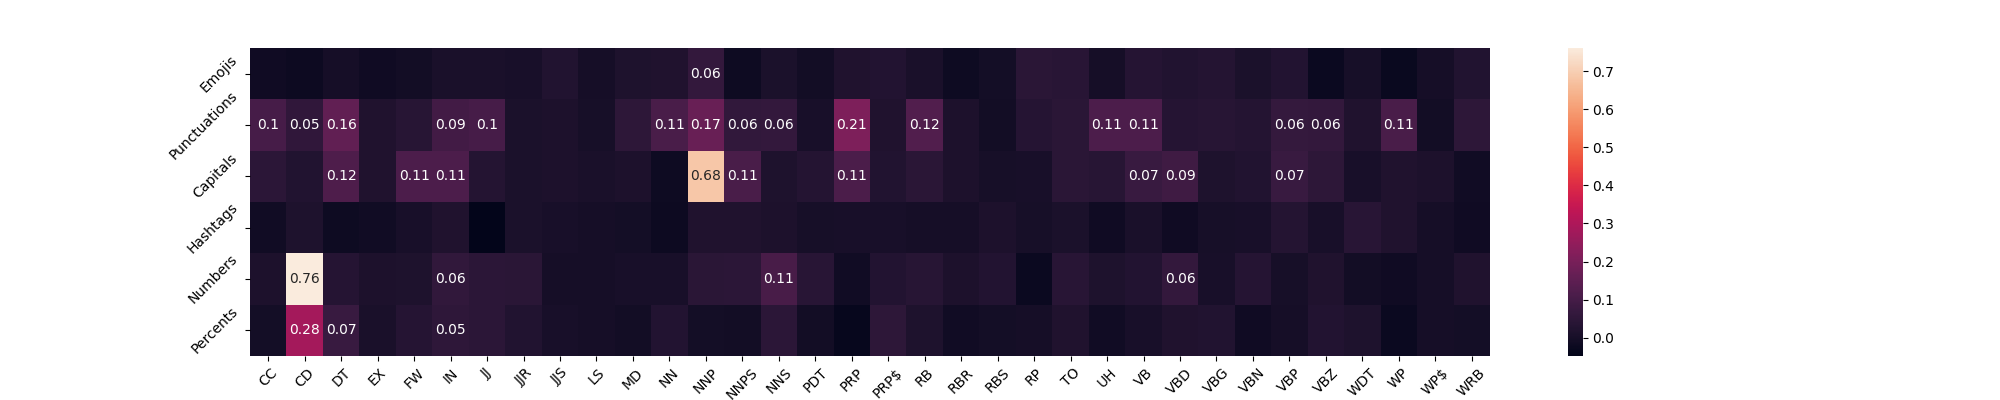 Emojis 0.06
Punctuations 0.1 0.05 0.16 0.09 0.1 0.11 0.17 0.06 0.06 0.21 0.12 0.11 0.11 0.06 0.06 0.11
Capitals 0.12 0.11 0.11 0.68 0.11 0.11 0.07 0.09 0.07
Hashtags
Numbers 0.76 0.06 0.11 0.06
Percents 0.28 0.07 0.05
CC CD DT EX FW IN JJ JJR JJS LS MD NN NNP NNPS NNS PDT PRP PRP$ RB RBR RBS RP TO UH VB VBD VBG VBN VBP VBZ WDT WP WP$ WRB
0.7
0.6
0.5
0.4
0.3
0.2
0.1
0.0